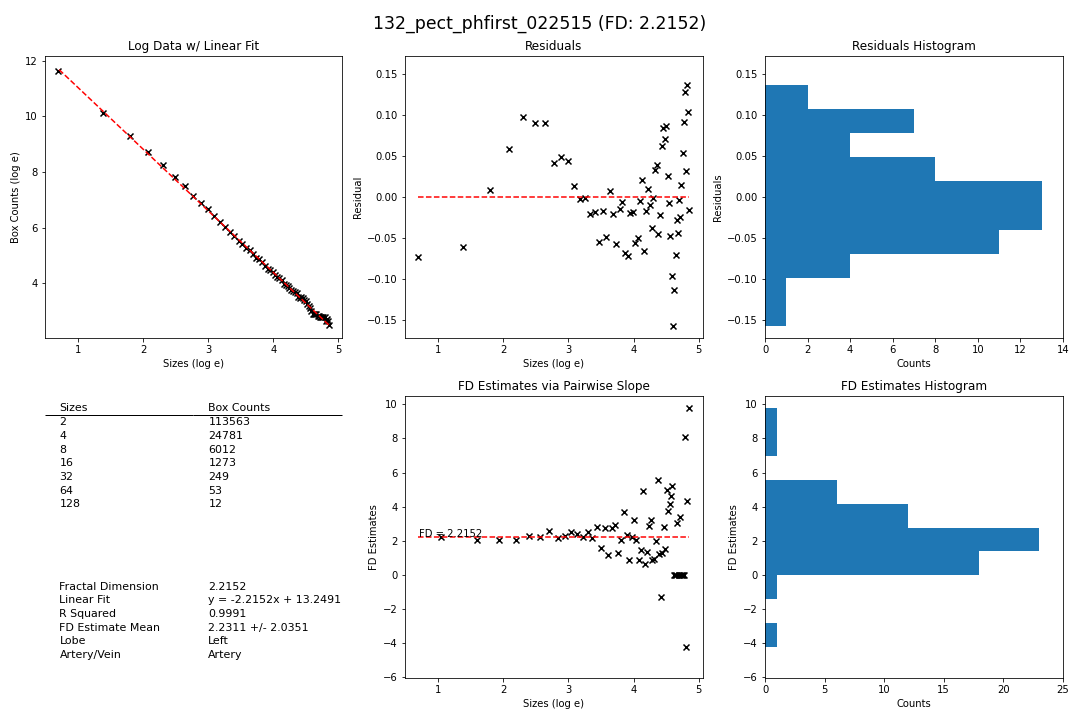 132_pect_phfirst_022515 (FD: 2.2152)
Log Data w/ Linear Fit
12
10
8
6
4
Box Counts (log e)
1 2 3 4 5
Sizes (log e)
Residuals
0.15
0.10
0.05
0.00
−0.05
−0.10
−0.15
Residual
1 2 3 4 5
Sizes (log e)
Residuals Histogram
0.15
0.10
0.05
0.00
−0.05
−0.10
−0.15
Residuals
0 2 4 6 8 10 12 14
Counts
Sizes Box Counts
2 113563
4 24781
8 6012
16 1273
32 249
64 53
128 12
Fractal Dimension 2.2152
Linear Fit y = -2.2152x + 13.2491
R Squared 0.9991
FD Estimate Mean 2.2311 +/- 2.0351
Lobe Left
Artery/Vein Artery
FD Estimates via Pairwise Slope
10
8
6
4
2
0
−2
−4
−6
FD Estimates
FD = 2.2152
1 2 3 4 5
Sizes (log e)
FD Estimates Histogram
10
8
6
4
2
0
−2
−4
−6
FD Estimates
0 5 10 15 20 25
Counts